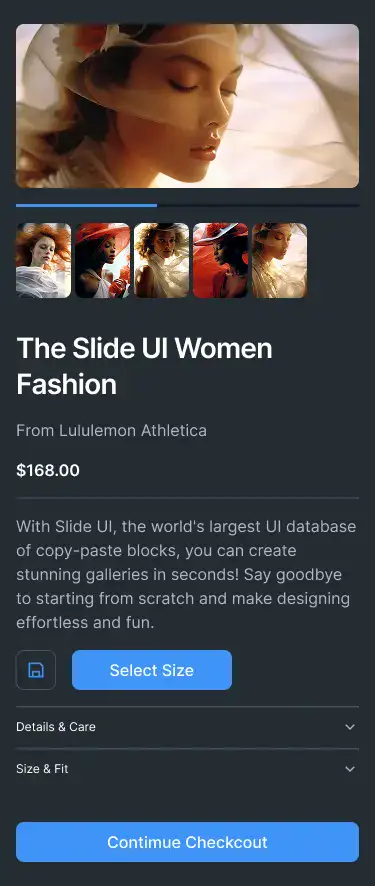 The Slide UI Women
Fashion
From Lululemon Athletica
$168.00
With Slide UI, the world's largest UI database
of copy-paste blocks, you can create
stunning galleries in seconds! Say goodbye
to starting from scratch and make designing
effortless and fun.
Select Size
Details & Care
Size & Fit
Contimue Checkcout